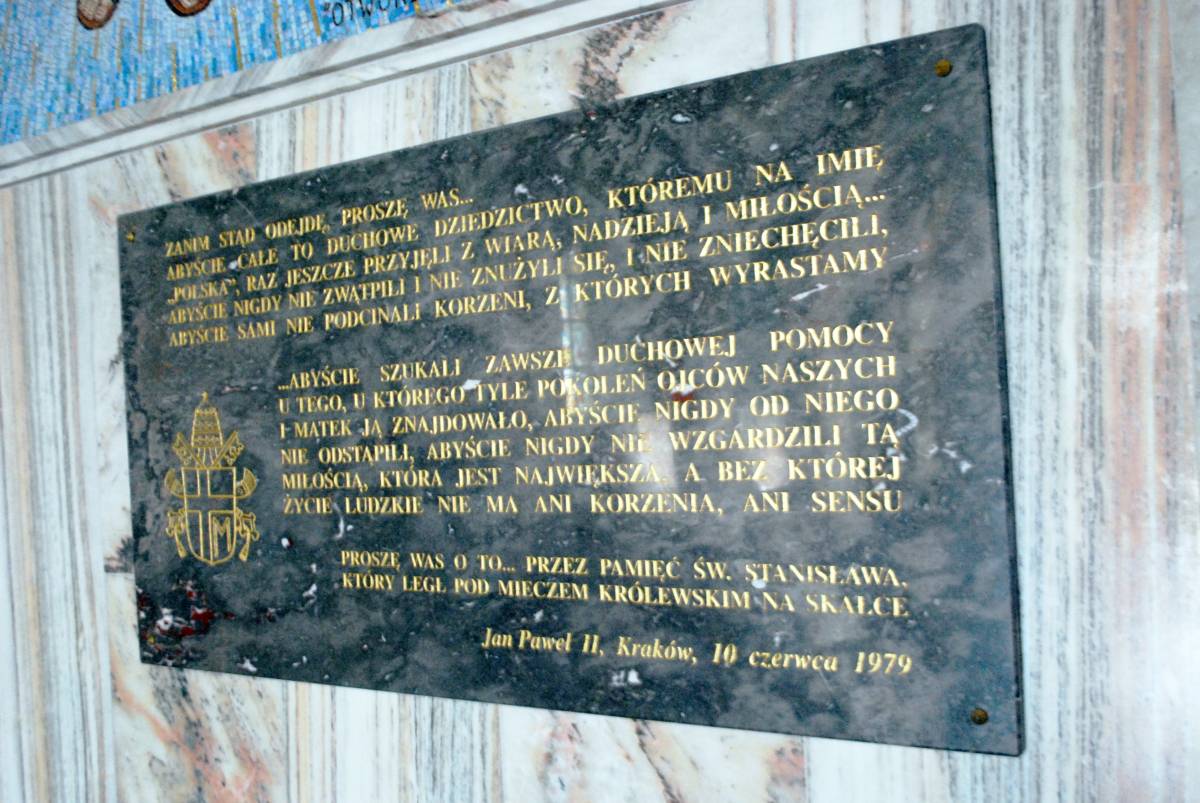 "OTWÓRZ
ZANIM STĄD ODEJDĘ, PROSZĘ WAS...
ABYŚCIE CAŁE TO DUCHOWE DZIEDZICTWO, KTÓREMU NA IMIĘ
„POLSKA”, RAZ JESZCZE PRZYJĘLI Z WIARĄ, NADZIEJĄ I MIŁOŚCIĄ...
ABYŚCIE NIGDY NIE ZWĄTPILI I NIE ZNUŻYLI SIĘ, I NIE ZNIECHĘCILI,
ABYŚCIE SAMI NIE PODCINALI KORZENI, Z KTÓRYCH WYRASTAMY
...ABYŚCIE SZUKALI ZAWSZE DUCHOWEJ POMOCY
U TEGO, U KTÓREGO TYLE POKOLEŃ OJCÓW NASZYCH
I MATEK JĄ ZNAJDOWAŁO, ABYŚCIE NIGDY OD NIEGO
NIE ODSTĄPILI, ABYŚCIE NIGDY NIE WZGARDZILI TĄ
MIŁOŚCIĄ, KTÓRA JEST NAJWIĘKSZA, A BEZ KTÓREJ
ŻYCIE LUDZKIE NIE MA ANI KORZENIA, ANI SENSU
M
PROSZĘ WAS O TO... PRZEZ PAMIĘĆ ŚW. STANISŁAWA,
KTÓRY LEGŁ POD MIECZEM KRÓLEWSKIM NA SKAŁCE
Jan Paweł II, Kraków, 10 czerwca 1979